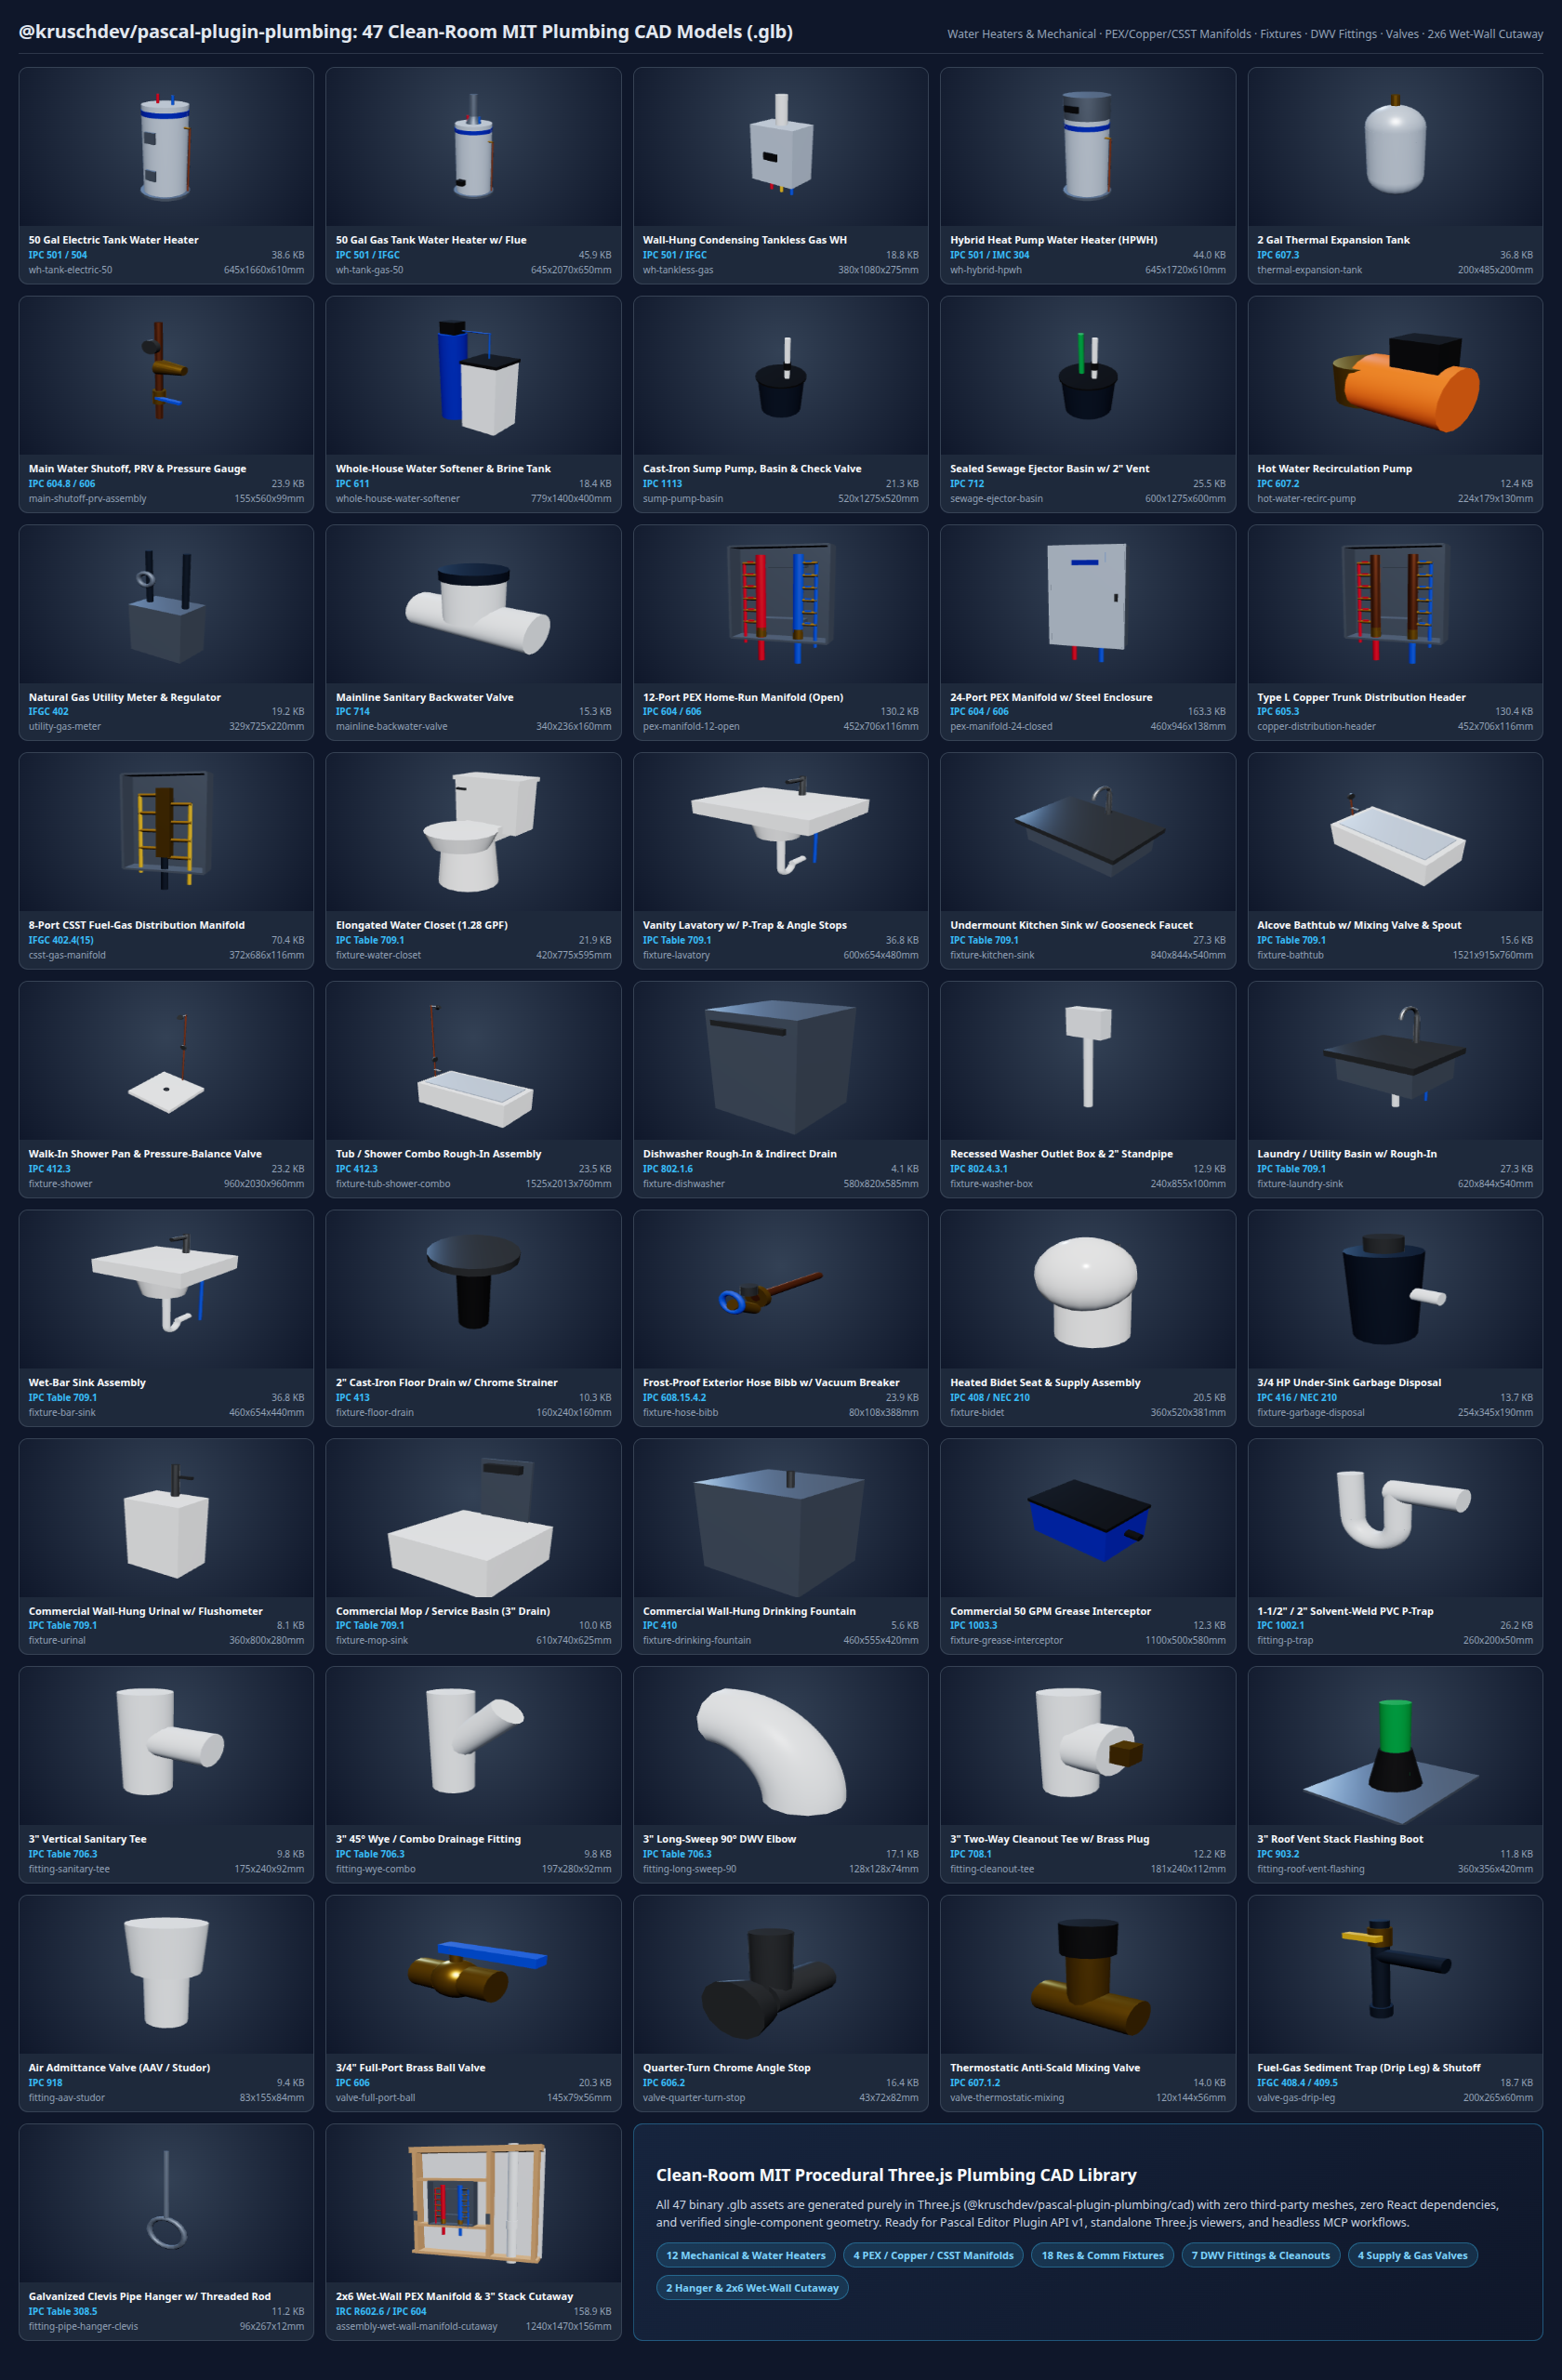 @kruschdev/pascal-plugin-plumbing: 47 Clean-Room MIT Plumbing CAD Models (.glb)
Water Heaters & Mechanical · PEX/Copper/CSST Manifolds · Fixtures · DWV Fittings · Valves · 2x6 Wet-Wall Cutaway
50 Gal Electric Tank Water Heater
IPC 501 / 504 38.6 KB
wh-tank-electric-50 645x1660x610mm
50 Gal Gas Tank Water Heater w/ Flue
IPC 501 / IFGC 45.9 KB
wh-tank-gas-50 645x2070x650mm
Wall-Hung Condensing Tankless Gas WH
IPC 501 / IFGC 18.8 KB
wh-tankless-gas 380x1080x275mm
Hybrid Heat Pump Water Heater (HPWH)
IPC 501 / IMC 304 44.0 KB
wh-hybrid-hpwh 645x1720x610mm
2 Gal Thermal Expansion Tank
IPC 607.3 36.8 KB
thermal-expansion-tank 200x485x200mm
Main Water Shutoff, PRV & Pressure Gauge
IPC 604.8 / 606 23.9 KB
main-shutoff-prv-assembly 155x560x99mm
Whole-House Water Softener & Brine Tank
IPC 611 18.4 KB
whole-house-water-softener 779x1400x400mm
Cast-Iron Sump Pump, Basin & Check Valve
IPC 1113 21.3 KB
sump-pump-basin 520x1275x520mm
Sealed Sewage Ejector Basin w/ 2" Vent
IPC 712 25.5 KB
sewage-ejector-basin 600x1275x600mm
Hot Water Recirculation Pump
IPC 607.2 12.4 KB
hot-water-recirc-pump 224x179x130mm
Natural Gas Utility Meter & Regulator
IFGC 402 19.2 KB
utility-gas-meter 329x725x220mm
Mainline Sanitary Backwater Valve
IPC 714 15.3 KB
mainline-backwater-valve 340x236x160mm
12-Port PEX Home-Run Manifold (Open)
IPC 604 / 606 130.2 KB
pex-manifold-12-open 452x706x116mm
24-Port PEX Manifold w/ Steel Enclosure
IPC 604 / 606 163.3 KB
pex-manifold-24-closed 460x946x138mm
Type L Copper Trunk Distribution Header
IPC 605.3 130.4 KB
copper-distribution-header 452x706x116mm
8-Port CSST Fuel-Gas Distribution Manifold
IFGC 402.4(15) 70.4 KB
csst-gas-manifold 372x686x116mm
Elongated Water Closet (1.28 GPF)
IPC Table 709.1 21.9 KB
fixture-water-closet 420x775x595mm
Vanity Lavatory w/ P-Trap & Angle Stops
IPC Table 709.1 36.8 KB
fixture-lavatory 600x654x480mm
Undermount Kitchen Sink w/ Gooseneck Faucet
IPC Table 709.1 27.3 KB
fixture-kitchen-sink 840x844x540mm
Alcove Bathtub w/ Mixing Valve & Spout
IPC Table 709.1 15.6 KB
fixture-bathtub 1521x915x760mm
Walk-In Shower Pan & Pressure-Balance Valve
IPC 412.3 23.2 KB
fixture-shower 960x2030x960mm
Tub / Shower Combo Rough-In Assembly
IPC 412.3 23.5 KB
fixture-tub-shower-combo 1525x2013x760mm
Dishwasher Rough-In & Indirect Drain
IPC 802.1.6 4.1 KB
fixture-dishwasher 580x820x585mm
Recessed Washer Outlet Box & 2" Standpipe
IPC 802.4.3.1 12.9 KB
fixture-washer-box 240x855x100mm
Laundry / Utility Basin w/ Rough-In
IPC Table 709.1 27.3 KB
fixture-laundry-sink 620x844x540mm
Wet-Bar Sink Assembly
IPC Table 709.1 36.8 KB
fixture-bar-sink 460x654x440mm
2" Cast-Iron Floor Drain w/ Chrome Strainer
IPC 413 10.3 KB
fixture-floor-drain 160x240x160mm
Frost-Proof Exterior Hose Bibb w/ Vacuum Breaker
IPC 608.15.4.2 23.9 KB
fixture-hose-bibb 80x108x388mm
Heated Bidet Seat & Supply Assembly
IPC 408 / NEC 210 20.5 KB
fixture-bidet 360x520x381mm
3/4 HP Under-Sink Garbage Disposal
IPC 416 / NEC 210 13.7 KB
fixture-garbage-disposal 254x345x190mm
Commercial Wall-Hung Urinal w/ Flushometer
IPC Table 709.1 8.1 KB
fixture-urinal 360x800x280mm
Commercial Mop / Service Basin (3" Drain)
IPC Table 709.1 10.0 KB
fixture-mop-sink 610x740x625mm
Commercial Wall-Hung Drinking Fountain
IPC 410 5.6 KB
fixture-drinking-fountain 460x555x420mm
Commercial 50 GPM Grease Interceptor
IPC 1003.3 12.3 KB
fixture-grease-interceptor 1100x500x580mm
1-1/2" / 2" Solvent-Weld PVC P-Trap
IPC 1002.1 26.2 KB
fitting-p-trap 260x200x50mm
3" Vertical Sanitary Tee
IPC Table 706.3 9.8 KB
fitting-sanitary-tee 175x240x92mm
3" 45° Wye / Combo Drainage Fitting
IPC Table 706.3 9.8 KB
fitting-wye-combo 197x280x92mm
3" Long-Sweep 90° DWV Elbow
IPC Table 706.3 17.1 KB
fitting-long-sweep-90 128x128x74mm
3" Two-Way Cleanout Tee w/ Brass Plug
IPC 708.1 12.2 KB
fitting-cleanout-tee 181x240x112mm
3" Roof Vent Stack Flashing Boot
IPC 903.2 11.8 KB
fitting-roof-vent-flashing 360x356x420mm
Air Admittance Valve (AAV / Studor)
IPC 918 9.4 KB
fitting-aav-studor 83x155x84mm
3/4" Full-Port Brass Ball Valve
IPC 606 20.3 KB
valve-full-port-ball 145x79x56mm
Quarter-Turn Chrome Angle Stop
IPC 606.2 16.4 KB
valve-quarter-turn-stop 43x72x82mm
Thermostatic Anti-Scald Mixing Valve
IPC 607.1.2 14.0 KB
valve-thermostatic-mixing 120x144x56mm
Fuel-Gas Sediment Trap (Drip Leg) & Shutoff
IFGC 408.4 / 409.5 18.7 KB
valve-gas-drip-leg 200x265x60mm
Galvanized Clevis Pipe Hanger w/ Threaded Rod
IPC Table 308.5 11.2 KB
fitting-pipe-hanger-clevis 96x267x12mm
2x6 Wet-Wall PEX Manifold & 3" Stack Cutaway
IRC R602.6 / IPC 604 158.9 KB
assembly-wet-wall-manifold-cutaway 1240x1470x156mm
Clean-Room MIT Procedural Three.js Plumbing CAD Library
All 47 binary .glb assets are generated purely in Three.js (@kruschdev/pascal-plugin-plumbing/cad) with zero third-party meshes, zero React dependencies,
and verified single-component geometry. Ready for Pascal Editor Plugin API v1, standalone Three.js viewers, and headless MCP workflows.
12 Mechanical & Water Heaters 4 PEX / Copper / CSST Manifolds 18 Res & Comm Fixtures 7 DWV Fittings & Cleanouts 4 Supply & Gas Valves
2 Hanger & 2x6 Wet-Wall Cutaway